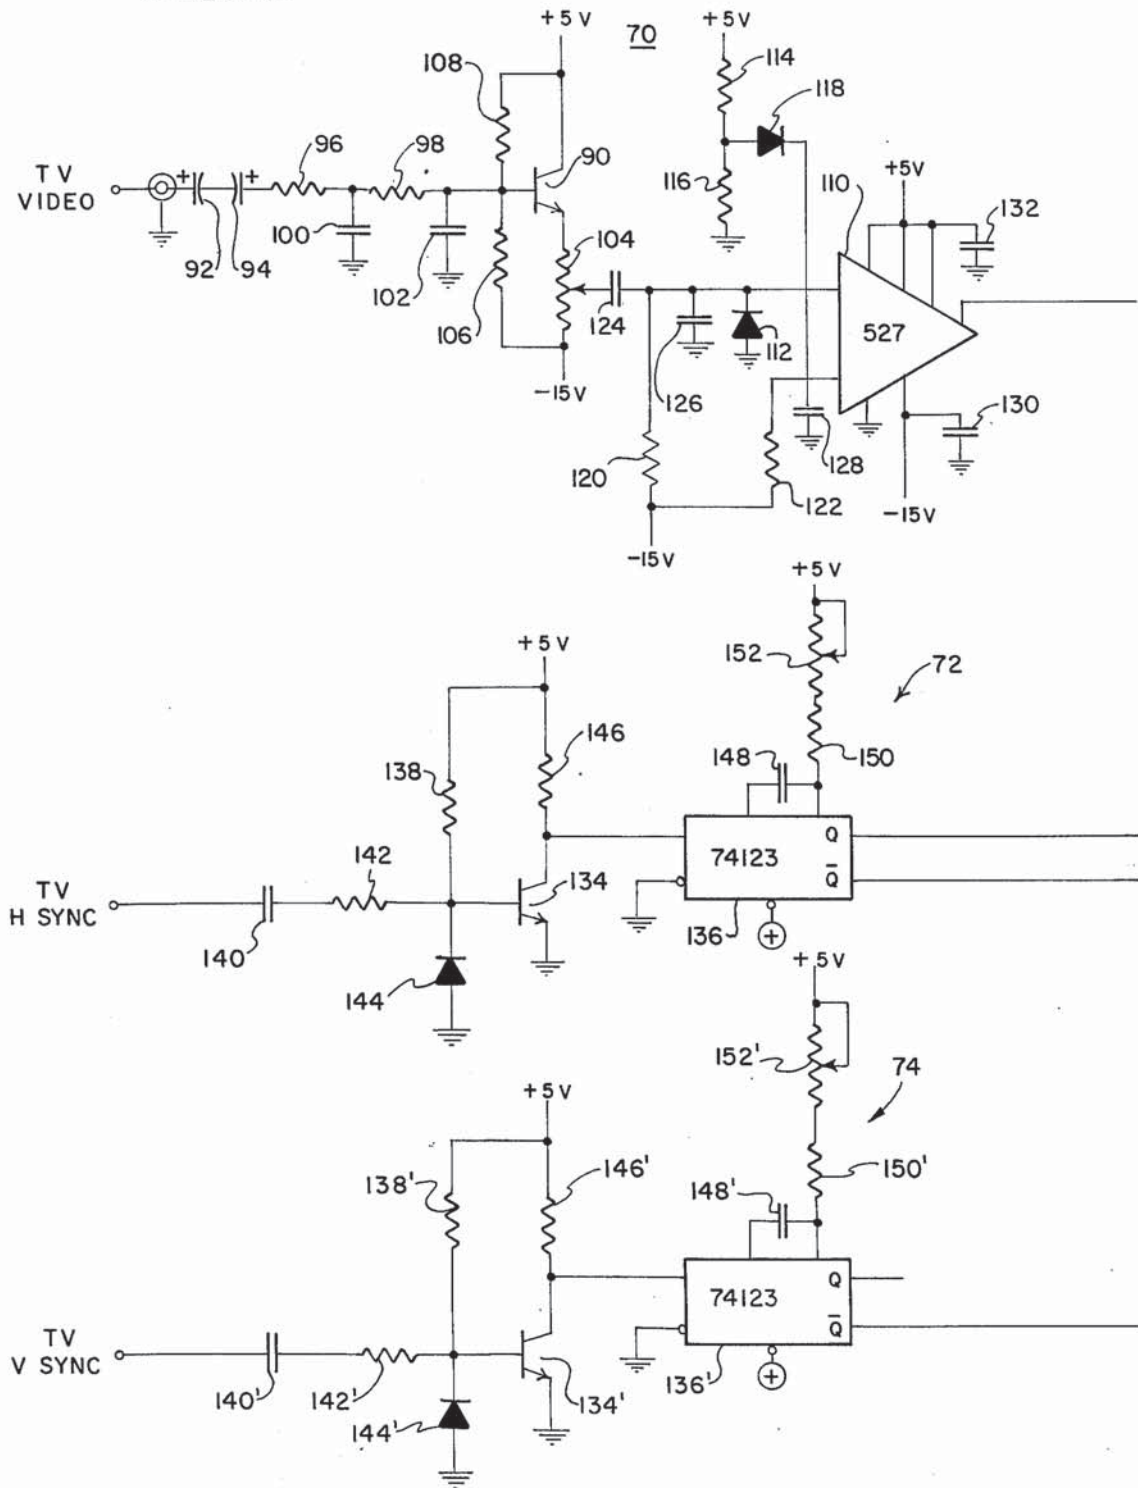 +5V
70
+5V
108
114
118
96
98
90
110
+5V
132
TV
VIDEO
+
+
116
100
104
92
94
102
124
106
112
527
-15V
126
128
130
120
122
-15V
-15V
+5V
152
72
+5V
146
148
150
138
74123
Q
Q̅
142
134
TV
H SYNC
140
136
+
144
+5V
152'
74
+5V
138'
146'
148'
150'
74123
Q
Q̅
TV
V SYNC
140'
142'
134'
136'
+
144'